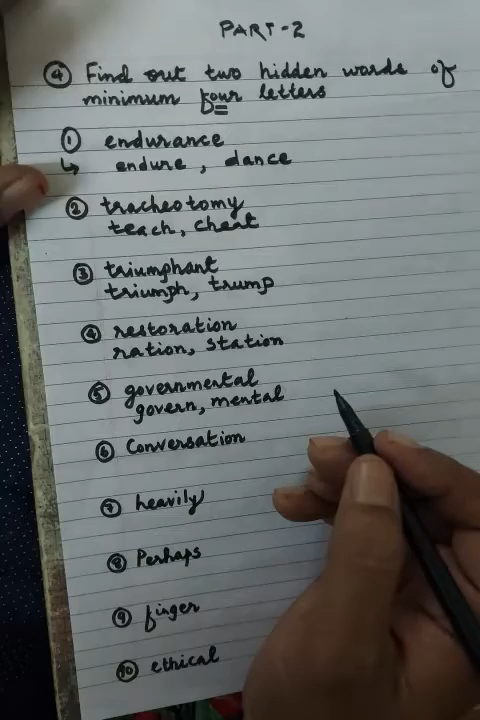 PART-2
④ Find out two hidden words of
minimum four letters
① endurance
↳ endure, dance
② tracheotomy
teach, cheat
③ triumphant
triumph, trump
④ restoration
ration, station
⑤ governmental
govern, mental
⑥ Conversation
⑦ heavily
⑧ Perhaps
⑨ finger
⑩ ethical